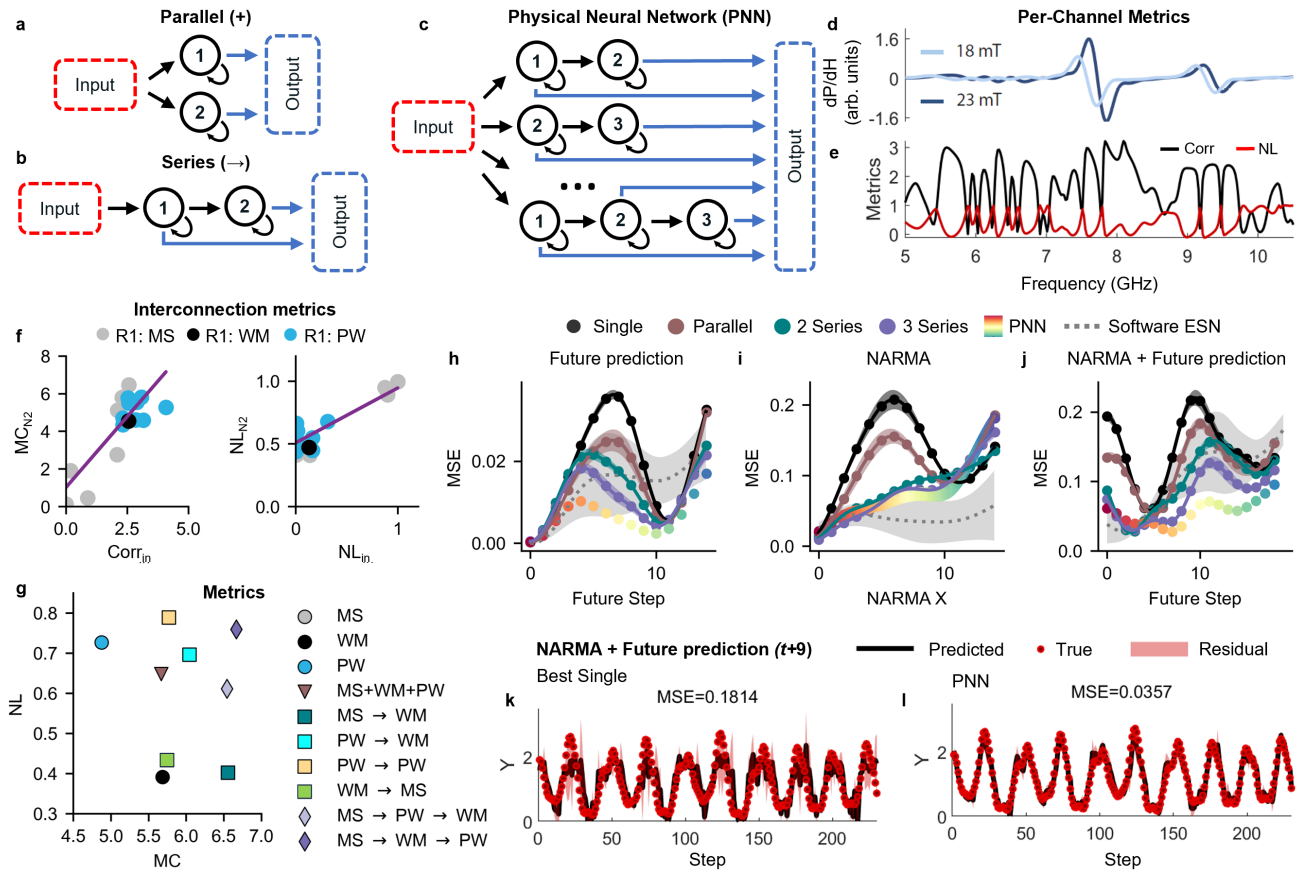 a
Parallel (+)
Input
1
2
Output
b
Series (→)
Input
1
2
Output
c
Physical Neural Network (PNN)
Input
1
2
2
3
...
1
2
3
Output
d
Per-Channel Metrics
dP/dH
(arb. units)
1.6
0
-1.6
18 mT
23 mT
e
Metrics
3
2
1
0
Corr
NL
5
6
7
8
9
10
Frequency (GHz)
Interconnection metrics
f
R1: MS
R1: WM
R1: PW
MC_N2
8
6
4
2
0
0.0
2.5
5.0
Corr_in
NL_N2
1.0
0.5
0.0
0
1
NL_in
g
Metrics
NL
0.8
0.7
0.6
0.5
0.4
0.3
4.5
5.0
5.5
6.0
6.5
7.0
MC
MS
WM
PW
MS+WM+PW
MS → WM
PW → WM
PW → PW
WM → MS
MS → PW → WM
MS → WM → PW
Single
Parallel
2 Series
3 Series
PNN
Software ESN
h
Future prediction
MSE
0.02
0.00
0
10
Future Step
i
NARMA
MSE
0.2
0.1
0.0
0
10
NARMA X
j
NARMA + Future prediction
MSE
0.2
0.1
0.0
0
10
Future Step
NARMA + Future prediction (t+9)
Predicted
True
Residual
k
Best Single
MSE=0.1814
Y
2
0
0
50
100
150
200
Step
l
PNN
MSE=0.0357
Y
2
0
0
50
100
150
200
Step